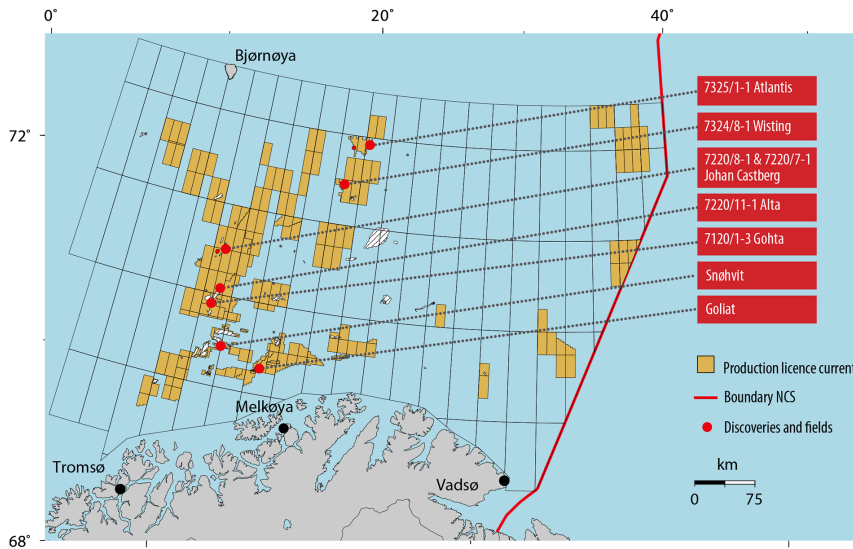 0˚
20˚
40˚
Bjørnøya
72˚
7325/1-1 Atlantis
7324/8-1 Wisting
7220/8-1 & 7220/7-1
Johan Castberg
7220/11-1 Alta
7120/1-3 Gohta
Snøhvit
Goliat
Production licence current
Boundary NCS
Discoveries and fields
km
0 75
Melkøya
Tromsø
Vadsø
68˚